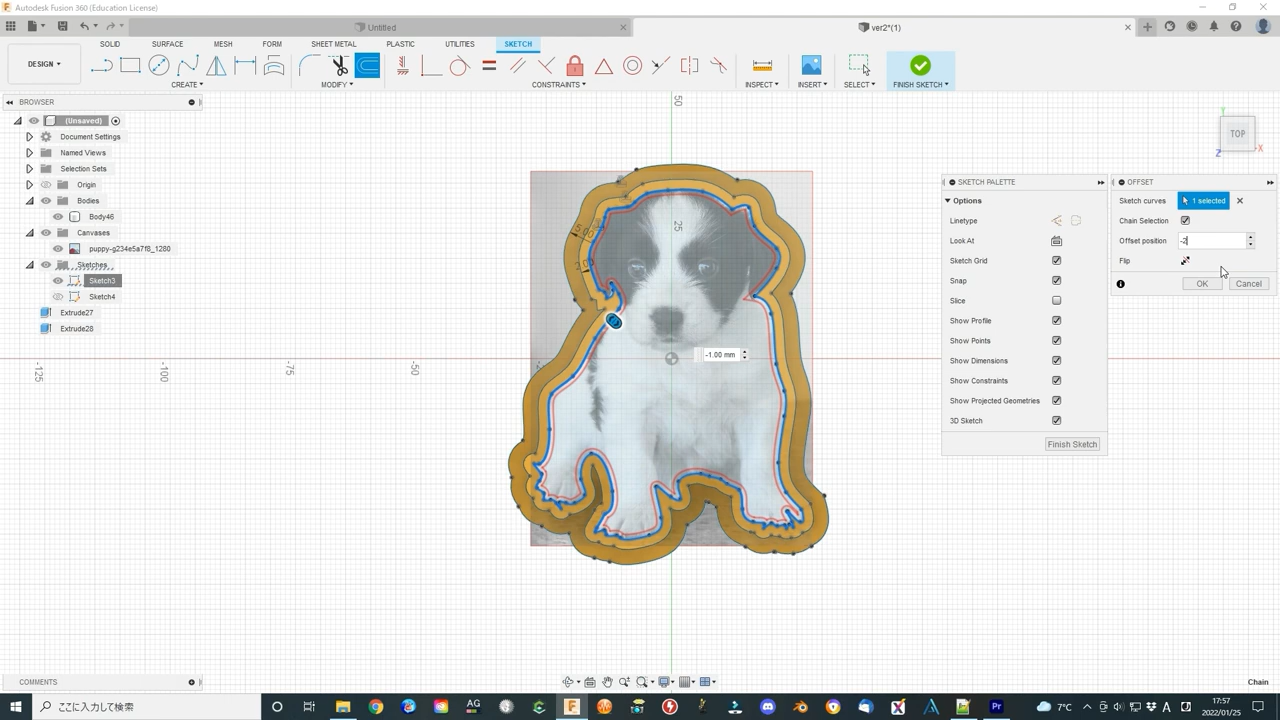 Autodesk Fusion 360 (Education License)
Untitled
ver2*(1)
SOLID SURFACE MESH FORM SHEET METAL PLASTIC UTILITIES SKETCH
DESIGN
CREATE MODIFY CONSTRAINTS INSPECT INSERT SELECT FINISH SKETCH
BROWSER
(Unsaved)
Document Settings
Named Views
Selection Sets
Origin
Bodies
Body46
Canvases
puppy-g234e5a7f8_1280
Sketches
Sketch3
Sketch4
Extrude27
Extrude28
50
25
5.00
-1.00 mm
-125 -100 -75 -50
TOP
Y
X
Z
SKETCH PALETTE
Options
Linetype
Look At
Sketch Grid
Snap
Slice
Show Profile
Show Points
Show Dimensions
Show Constraints
Show Projected Geometries
3D Sketch
Finish Sketch
OFFSET
Sketch curves 1 selected
Chain Selection
Offset position -2
Flip
OK Cancel
COMMENTS
Chain
ここに入力して検索
7°C
A
17:57
2022/01/25